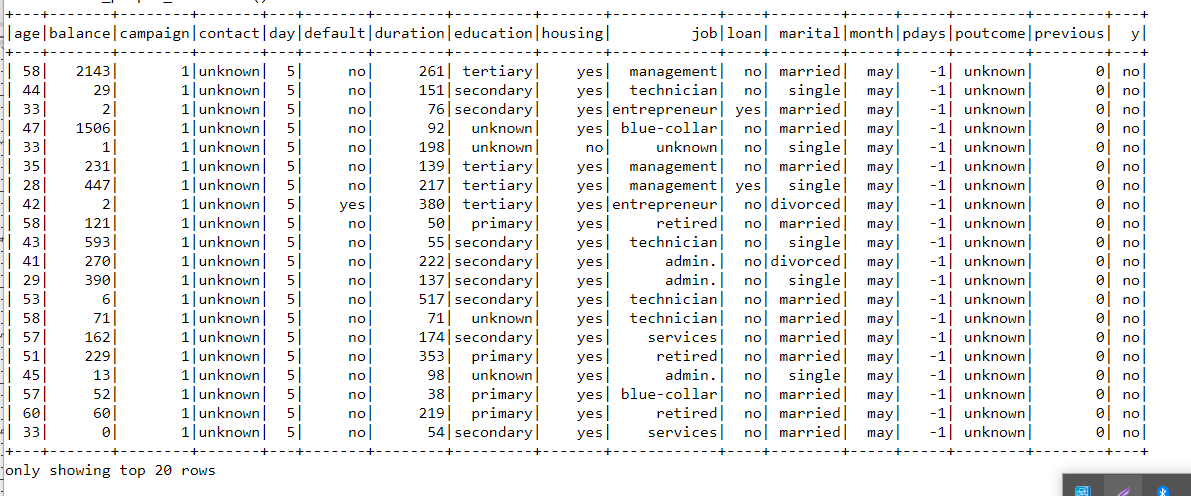 +---+-------+--------+-------+---+-------+--------+---------+-------+------------+----+--------+-----+-----+--------+--------+---+
|age|balance|campaign|contact|day|default|duration|education|housing|         job|loan| marital|month|pdays|poutcome|previous|  y|
+---+-------+--------+-------+---+-------+--------+---------+-------+------------+----+--------+-----+-----+--------+--------+---+
| 58|   2143|       1|unknown|  5|     no|     261| tertiary|    yes|  management|  no| married|  may|   -1| unknown|       0| no|
| 44|     29|       1|unknown|  5|     no|     151|secondary|    yes|  technician|  no|  single|  may|   -1| unknown|       0| no|
| 33|      2|       1|unknown|  5|     no|      76|secondary|    yes|entrepreneur| yes| married|  may|   -1| unknown|       0| no|
| 47|   1506|       1|unknown|  5|     no|      92|  unknown|    yes| blue-collar|  no| married|  may|   -1| unknown|       0| no|
| 33|      1|       1|unknown|  5|     no|     198|  unknown|     no|     unknown|  no|  single|  may|   -1| unknown|       0| no|
| 35|    231|       1|unknown|  5|     no|     139| tertiary|    yes|  management|  no| married|  may|   -1| unknown|       0| no|
| 28|    447|       1|unknown|  5|     no|     217| tertiary|    yes|  management| yes|  single|  may|   -1| unknown|       0| no|
| 42|      2|       1|unknown|  5|    yes|     380| tertiary|    yes|entrepreneur|  no|divorced|  may|   -1| unknown|       0| no|
| 58|    121|       1|unknown|  5|     no|      50|  primary|    yes|     retired|  no| married|  may|   -1| unknown|       0| no|
| 43|    593|       1|unknown|  5|     no|      55|secondary|    yes|  technician|  no|  single|  may|   -1| unknown|       0| no|
| 41|    270|       1|unknown|  5|     no|     222|secondary|    yes|      admin.|  no|divorced|  may|   -1| unknown|       0| no|
| 29|    390|       1|unknown|  5|     no|     137|secondary|    yes|      admin.|  no|  single|  may|   -1| unknown|       0| no|
| 53|      6|       1|unknown|  5|     no|     517|secondary|    yes|  technician|  no| married|  may|   -1| unknown|       0| no|
| 58|     71|       1|unknown|  5|     no|      71|  unknown|    yes|  technician|  no| married|  may|   -1| unknown|       0| no|
| 57|    162|       1|unknown|  5|     no|     174|secondary|    yes|    services|  no| married|  may|   -1| unknown|       0| no|
| 51|    229|       1|unknown|  5|     no|     353|  primary|    yes|     retired|  no| married|  may|   -1| unknown|       0| no|
| 45|     13|       1|unknown|  5|     no|      98|  unknown|    yes|      admin.|  no|  single|  may|   -1| unknown|       0| no|
| 57|     52|       1|unknown|  5|     no|      38|  primary|    yes| blue-collar|  no| married|  may|   -1| unknown|       0| no|
| 60|     60|       1|unknown|  5|     no|     219|  primary|    yes|     retired|  no| married|  may|   -1| unknown|       0| no|
| 33|      0|       1|unknown|  5|     no|      54|secondary|    yes|    services|  no| married|  may|   -1| unknown|       0| no|
+---+-------+--------+-------+---+-------+--------+---------+-------+------------+----+--------+-----+-----+--------+--------+---+
only showing top 20 rows